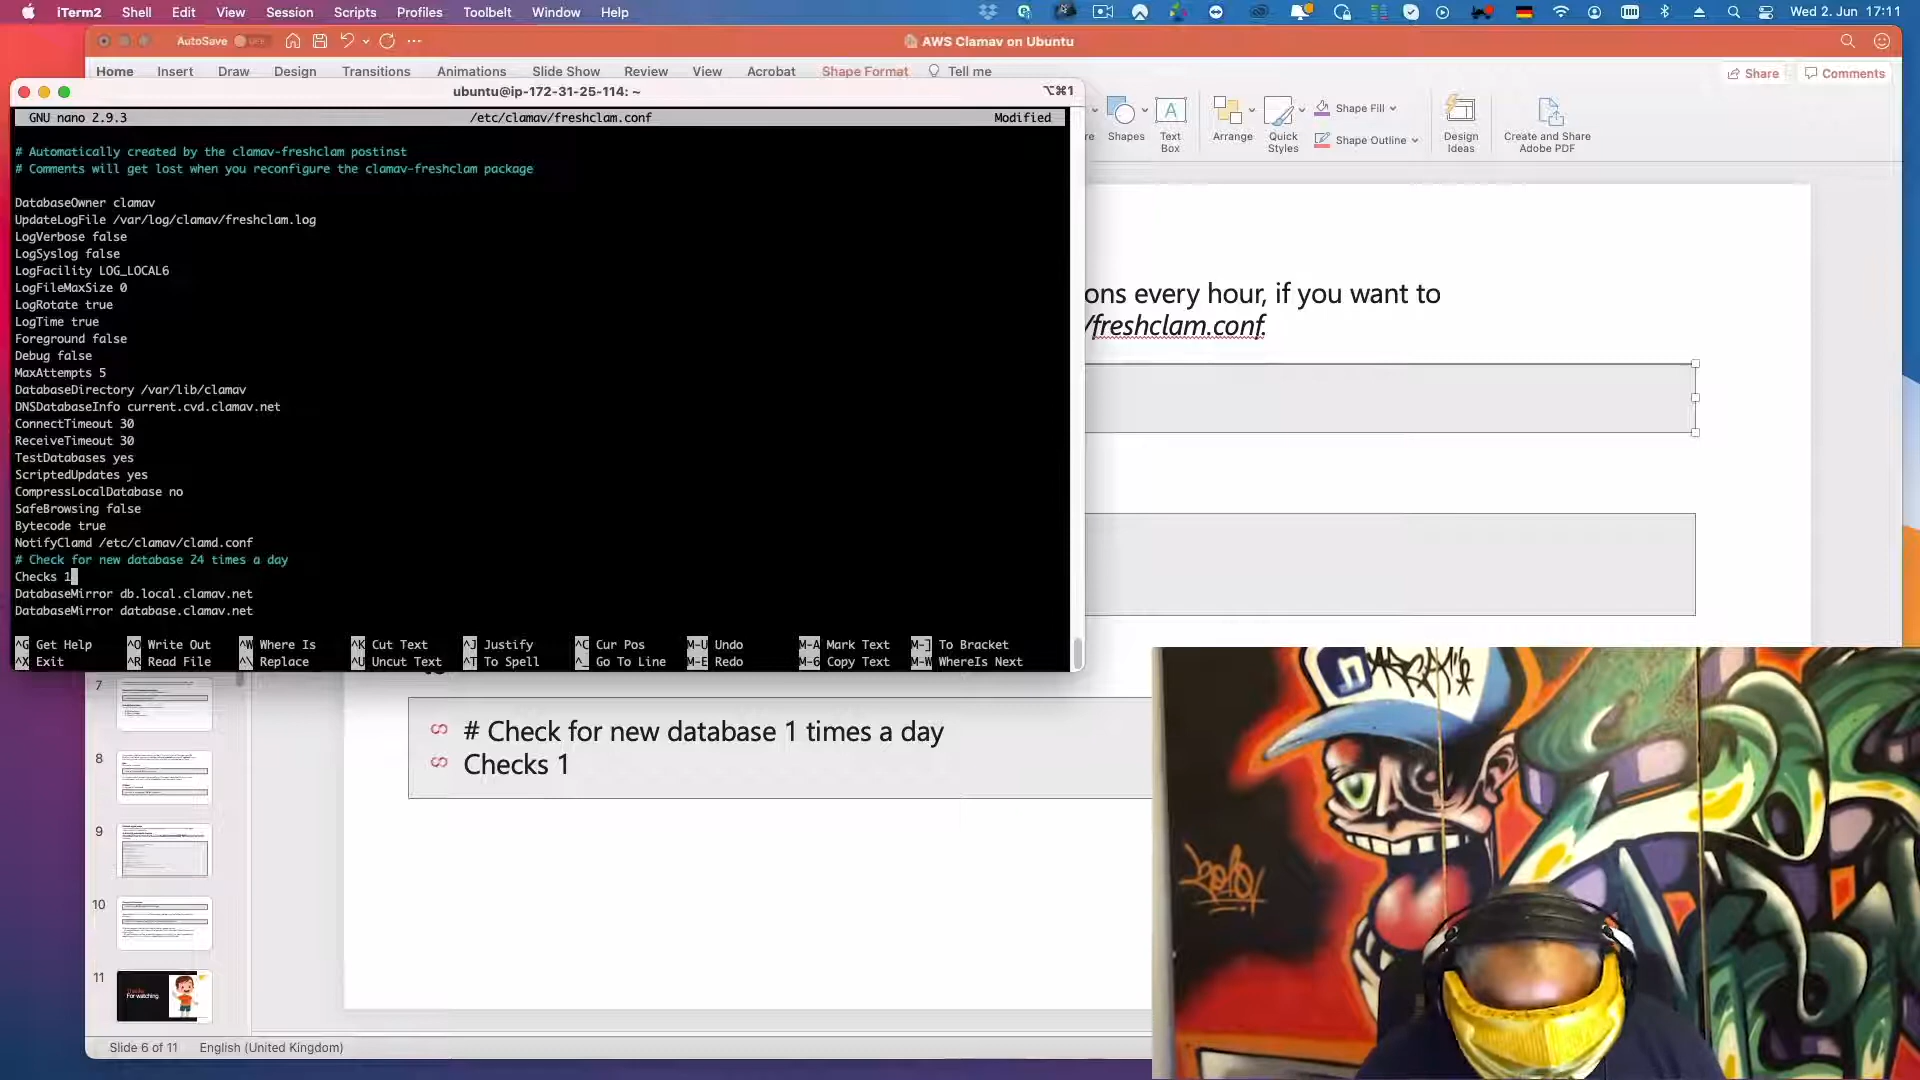 iTerm2 Shell Edit View Session Scripts Profiles Toolbelt Window Help
Wed 2. Jun 17:11
AutoSave OFF
AWS Clamav on Ubuntu
Home Insert Draw Design Transitions Animations Slide Show Review View Acrobat Shape Format Tell me
Share Comments
Shapes
Text Box
Arrange
Quick Styles
Shape Fill
Shape Outline
Design Ideas
Create and Share Adobe PDF
ubuntu@ip-172-31-25-114: ~
⌥⌘1
GNU nano 2.9.3 /etc/clamav/freshclam.conf Modified
# Automatically created by the clamav-freshclam postinst
# Comments will get lost when you reconfigure the clamav-freshclam package
DatabaseOwner clamav
UpdateLogFile /var/log/clamav/freshclam.log
LogVerbose false
LogSyslog false
LogFacility LOG_LOCAL6
LogFileMaxSize 0
LogRotate true
LogTime true
Foreground false
Debug false
MaxAttempts 5
DatabaseDirectory /var/lib/clamav
DNSDatabaseInfo current.cvd.clamav.net
ConnectTimeout 30
ReceiveTimeout 30
TestDatabases yes
ScriptedUpdates yes
CompressLocalDatabase no
SafeBrowsing false
Bytecode true
NotifyClamd /etc/clamav/clamd.conf
# Check for new database 24 times a day
Checks 1
DatabaseMirror db.local.clamav.net
DatabaseMirror database.clamav.net
^G Get Help ^O Write Out ^W Where Is ^K Cut Text ^J Justify ^C Cur Pos M-U Undo M-A Mark Text M-] To Bracket
^X Exit ^R Read File ^\ Replace ^U Uncut Text ^T To Spell ^_ Go To Line M-E Redo M-6 Copy Text M-W WhereIs Next
ons every hour, if you want to
/freshclam.conf.
# Check for new database 1 times a day
Checks 1
7
8
9
10
11
Thanks
For watching
Slide 6 of 11 English (United Kingdom)